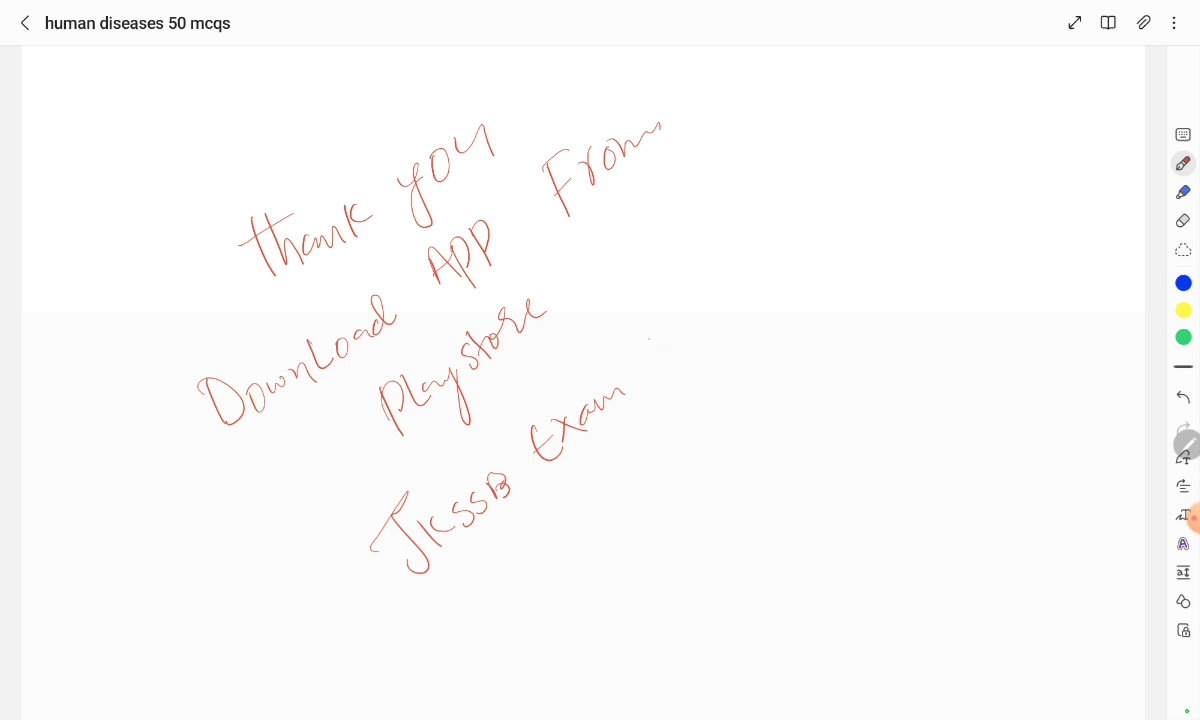 human diseases 50 mcqs
Thank you
Download APP From
Playstore
JKSSB Exam